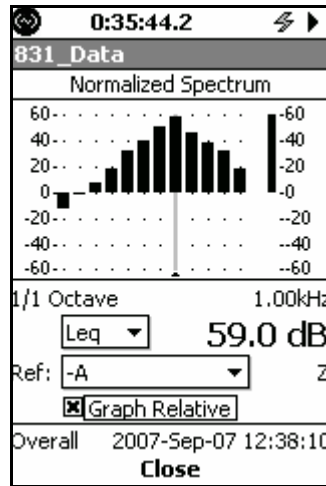 0:35:44.2
831_Data
Normalized Spectrum
60 -60
40 -40
20 -20
0 -0
-20 --20
-40 --40
-60 --60
1/1 Octave 1.00kHz
Leq 59.0 dB
Ref: -A Z
Graph Relative
Overall 2007-Sep-07 12:38:10
Close